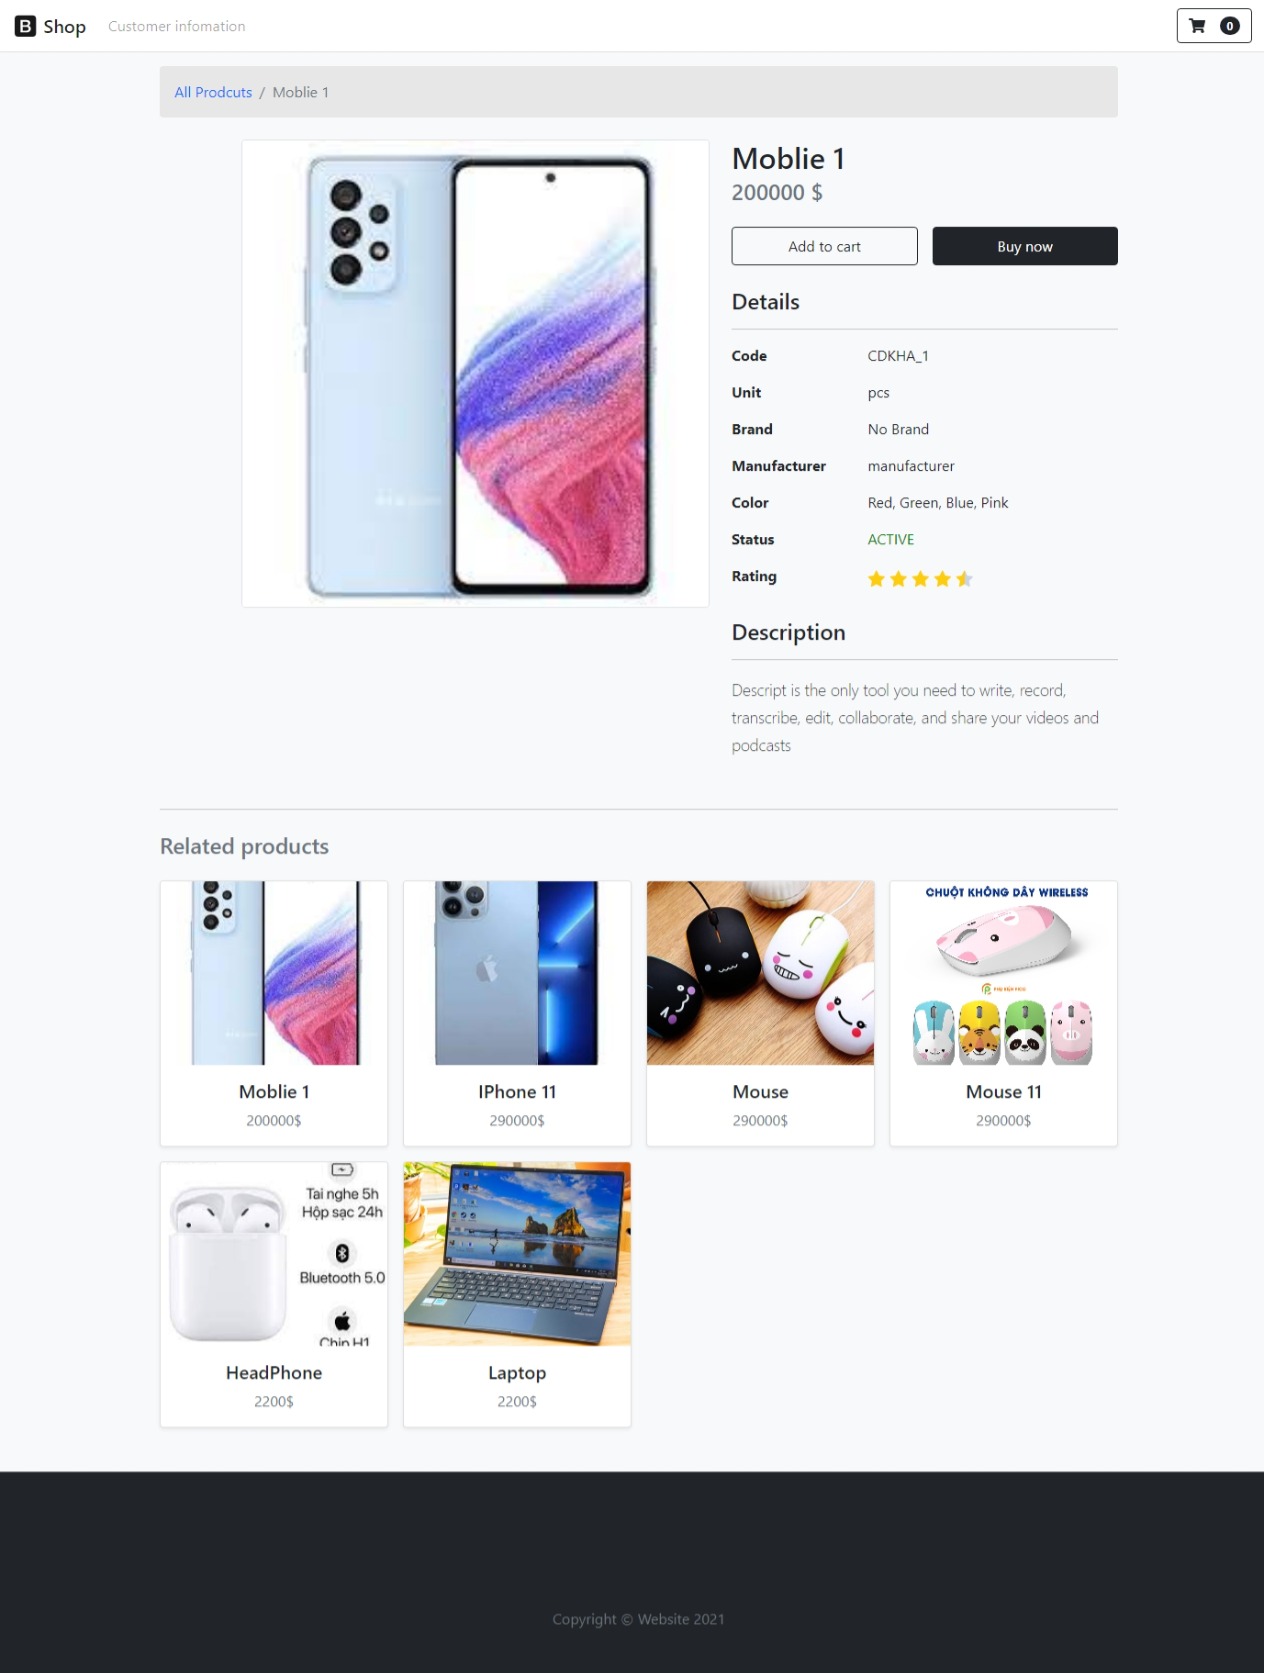 B Shop Customer infomation 0
All Prodcuts / Moblie 1
Moblie 1
200000 $
Add to cart Buy now
Details
Code CDKHA_1
Unit pcs
Brand No Brand
Manufacturer manufacturer
Color Red, Green, Blue, Pink
Status ACTIVE
Rating
Description
Descript is the only tool you need to write, record,
transcribe, edit, collaborate, and share your videos and
podcasts
Related products
CHUỘT KHÔNG DÂY WIRELESS
PHỤ KIỆN PICO
Moblie 1 IPhone 11 Mouse Mouse 11
200000$ 290000$ 290000$ 290000$
Tai nghe 5h
Hộp sạc 24h
Bluetooth 5.0
Chip H1
HeadPhone Laptop
2200$ 2200$
Copyright © Website 2021